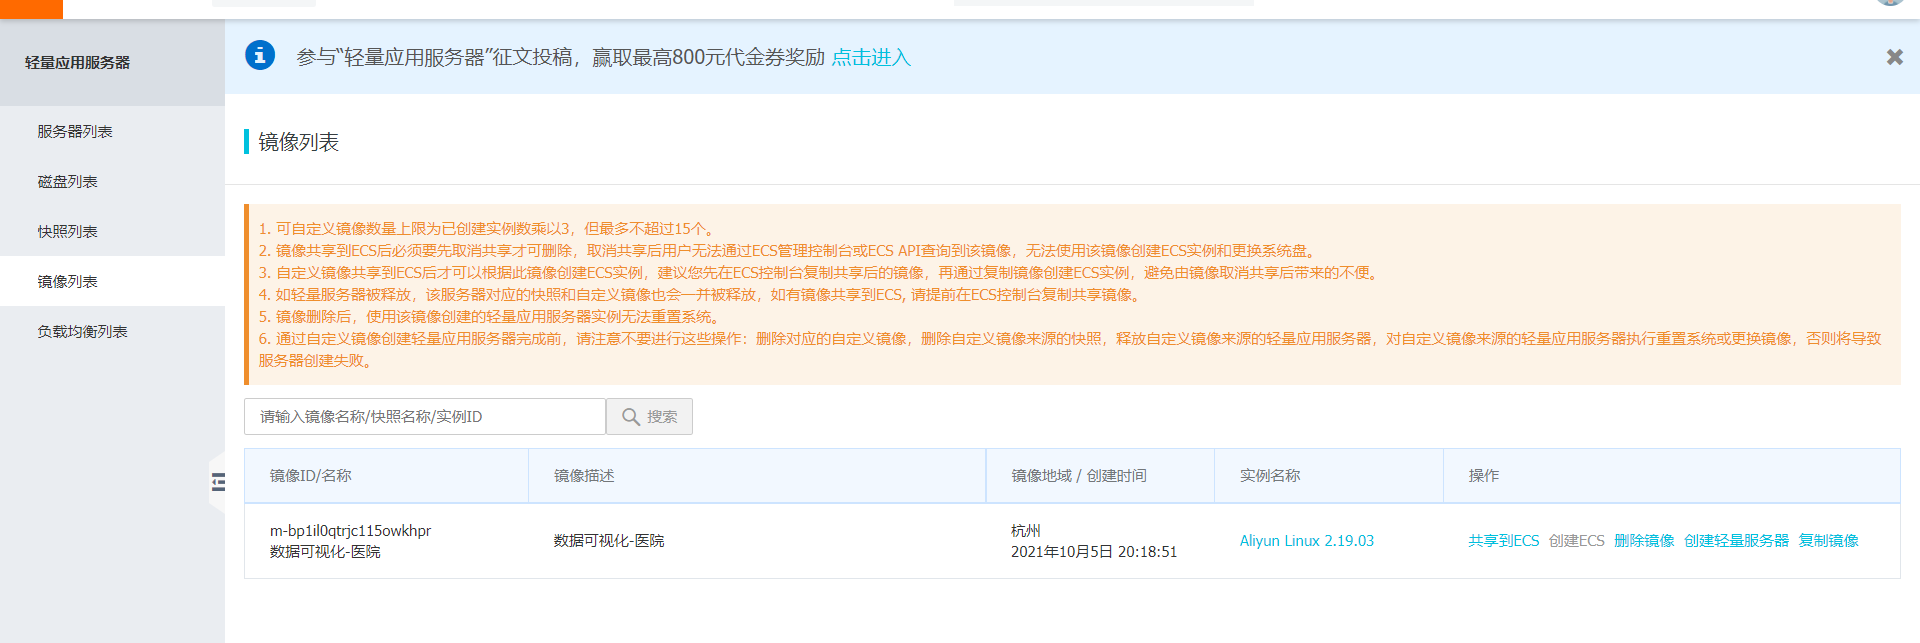 轻量应用服务器
服务器列表
磁盘列表
快照列表
镜像列表
负载均衡列表
参与“轻量应用服务器”征文投稿，赢取最高800元代金券奖励 点击进入
镜像列表
1. 可自定义镜像数量上限为已创建实例数乘以3，但最多不超过15个。
2. 镜像共享到ECS后必须要先取消共享才可删除，取消共享后用户无法通过ECS管理控制台或ECS API查询到该镜像，无法使用该镜像创建ECS实例和更换系统盘。
3. 自定义镜像共享到ECS后才可以根据此镜像创建ECS实例，建议您先在ECS控制台复制共享后的镜像，再通过复制镜像创建ECS实例，避免由镜像取消共享后带来的不便。
4. 如轻量服务器被释放，该服务器对应的快照和自定义镜像也会一并被释放，如有镜像共享到ECS, 请提前在ECS控制台复制共享镜像。
5. 镜像删除后，使用该镜像创建的轻量应用服务器实例无法重置系统。
6. 通过自定义镜像创建轻量应用服务器完成前，请注意不要进行这些操作：删除对应的自定义镜像，删除自定义镜像来源的快照，释放自定义镜像来源的轻量应用服务器，对自定义镜像来源的轻量应用服务器执行重置系统或更换镜像，否则将导致
服务器创建失败。
请输入镜像名称/快照名称/实例ID 搜索
镜像ID/名称 镜像描述 镜像地域 / 创建时间 实例名称 操作
m-bp1il0qtrjc115owkhpr
数据可视化-医院
数据可视化-医院
杭州
2021年10月5日 20:18:51
Aliyun Linux 2.19.03
共享到ECS 创建ECS 删除镜像 创建轻量服务器 复制镜像